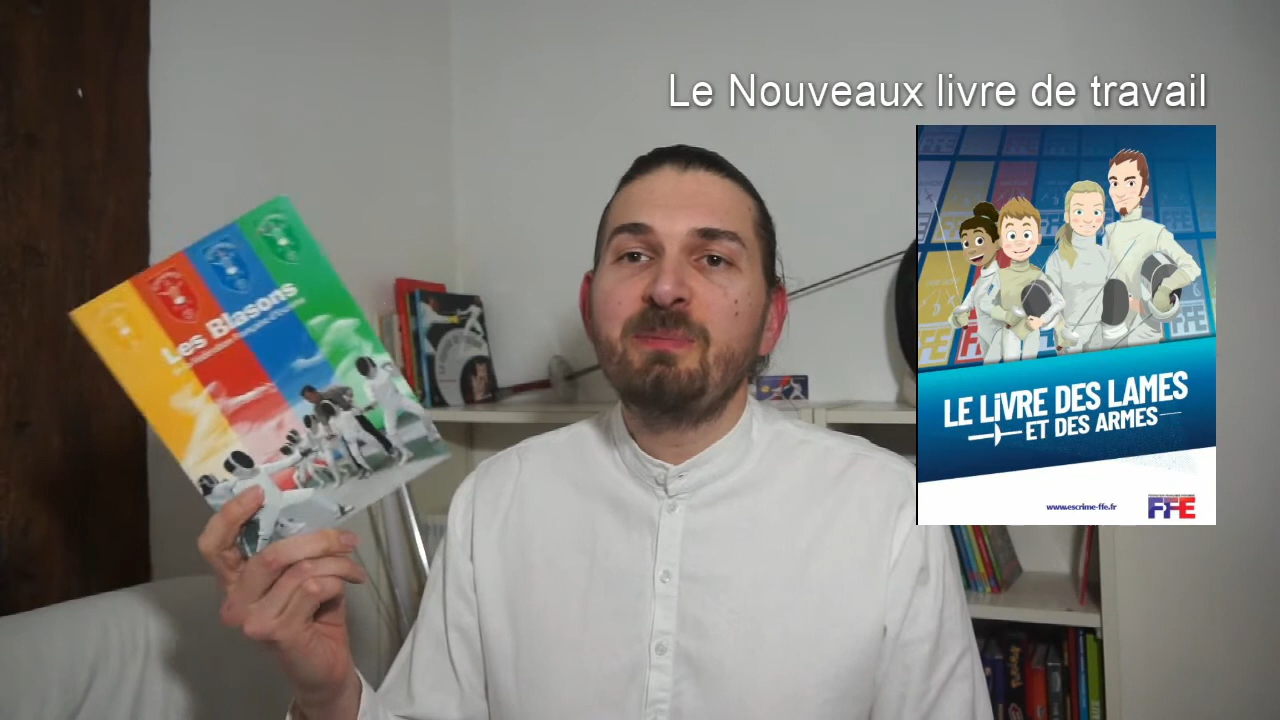 Le Nouveaux livre de travail
Les Blasons
LE LIVRE DES LAMES
ET DES ARMES
www.escrime-ffe.fr
FFE